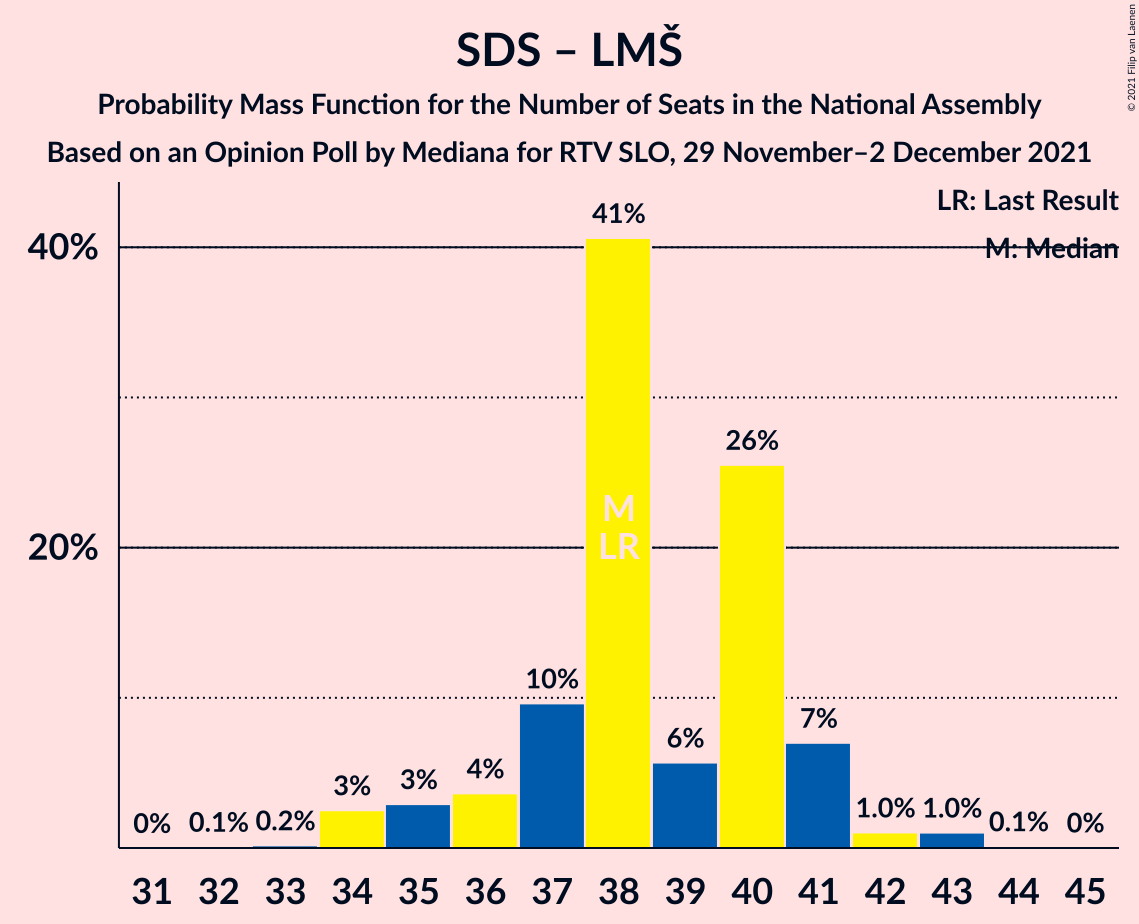 SDS – LMŠ
Probability Mass Function for the Number of Seats in the National Assembly
Based on an Opinion Poll by Mediana for RTV SLO, 29 November–2 December 2021
© 2021 Filip van Laenen
LR: Last Result
M: Median
40%
20%
0%
0.1%
0.2%
3%
3%
4%
10%
41%
6%
26%
7%
1.0%
1.0%
0.1%
0%
M
LR
31 32 33 34 35 36 37 38 39 40 41 42 43 44 45